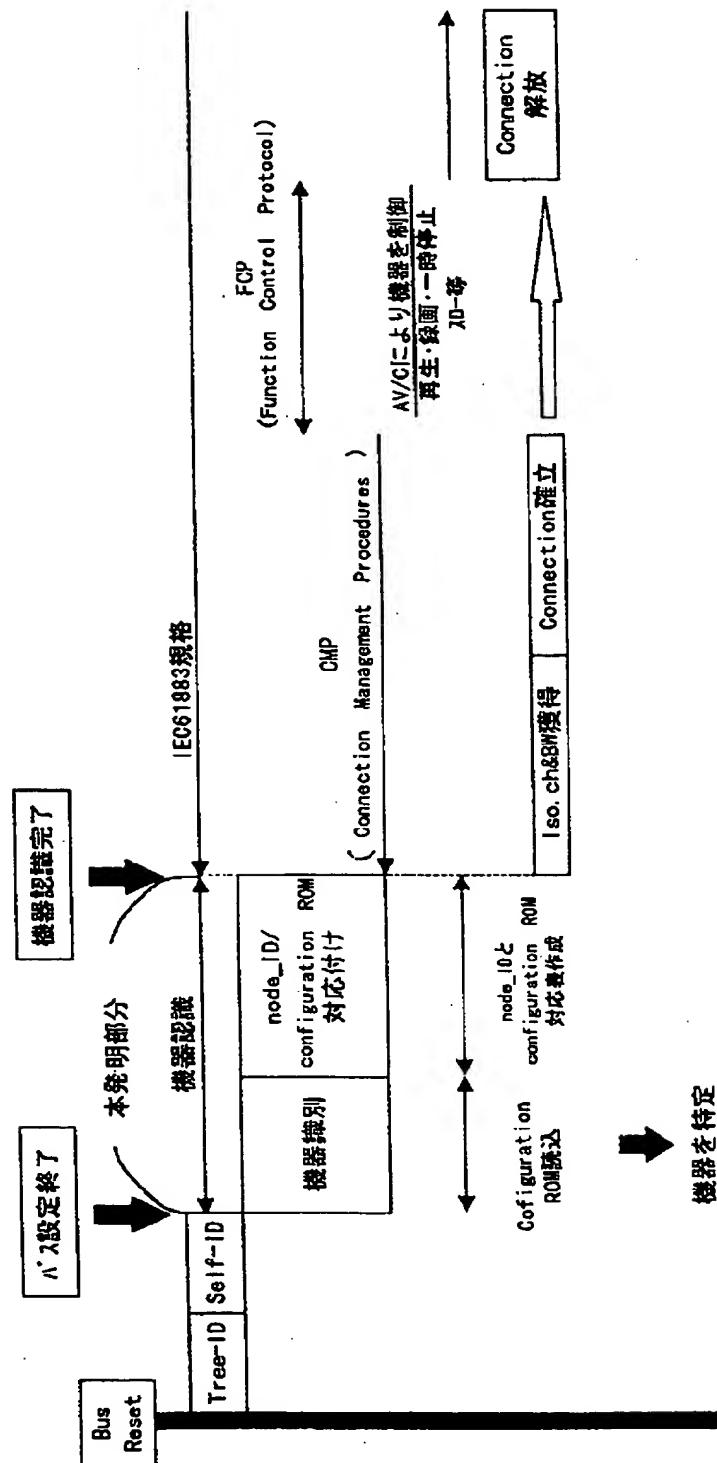 Bus
Reset
Tree-ID
Self-ID
バス設定終了
本発明部分
機器認識完了
機器認識
機器識別
node_ID/
configuration ROM
対応付け
IEC61883規格
FCP
(Function Control Protocol)
CMP
( Connection Management Procedures )
AV/Cにより機器を制御
再生・録画・一時停止
スロー等
Cofiguration
ROM読込
node_IDと
configuration ROM
対応表作成
Iso. ch&BW獲得
Connection確立
Connection
解放
機器を待定